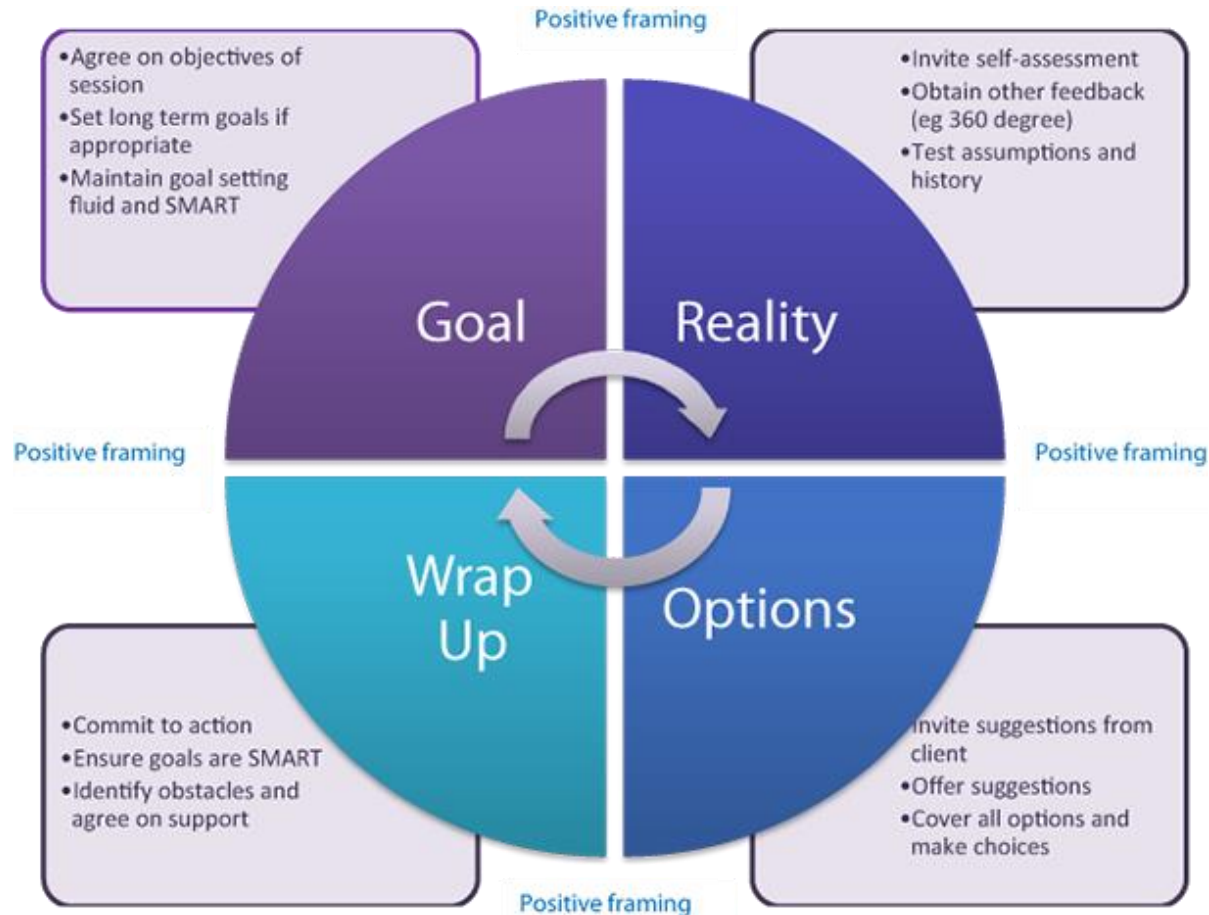 Positive framing
•Agree on objectives of
session
•Set long term goals if
appropriate
•Maintain goal setting
fluid and SMART
•Invite self-assessment
•Obtain other feedback
(eg 360 degree)
•Test assumptions and
history
Goal
Reality
Positive framing
Positive framing
Wrap
Up
Options
•Commit to action
•Ensure goals are SMART
•Identify obstacles and
agree on support
Invite suggestions from
client
•Offer suggestions
•Cover all options and
make choices
Positive framing